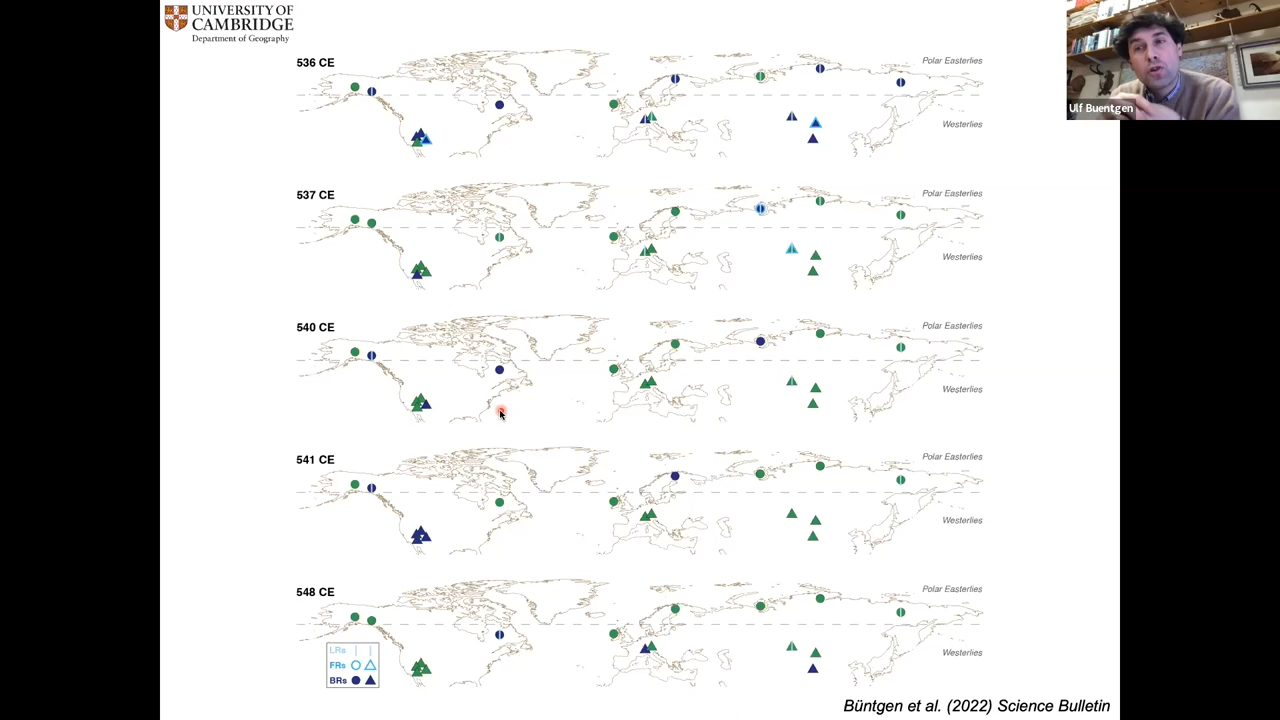 UNIVERSITY OF
CAMBRIDGE
Department of Geography
Ulf Buentgen
536 CE
Polar Easterlies
Westerlies
537 CE
Polar Easterlies
Westerlies
540 CE
Polar Easterlies
Westerlies
541 CE
Polar Easterlies
Westerlies
548 CE
Polar Easterlies
Westerlies
LRs
FRs
BRs
Büntgen et al. (2022) Science Bulletin